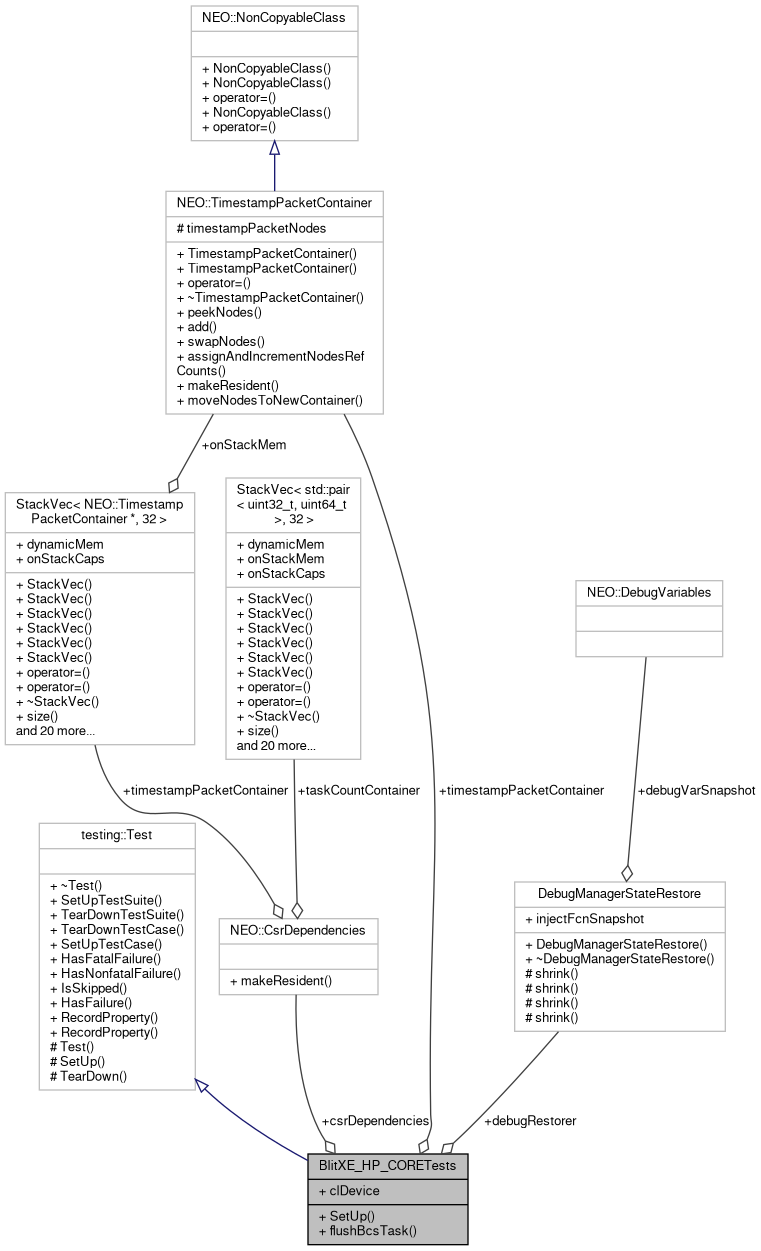 NEO::NonCopyableClass
+ NonCopyableClass()
+ NonCopyableClass()
+ operator=()
+ NonCopyableClass()
+ operator=()
NEO::TimestampPacketContainer
# timestampPacketNodes
+ TimestampPacketContainer()
+ TimestampPacketContainer()
+ operator=()
+ ~TimestampPacketContainer()
+ peekNodes()
+ add()
+ swapNodes()
+ assignAndIncrementNodesRef
Counts()
+ makeResident()
+ moveNodesToNewContainer()
+onStackMem
StackVec< NEO::Timestamp
PacketContainer *, 32 >
+ dynamicMem
+ onStackCaps
+ StackVec()
+ StackVec()
+ StackVec()
+ StackVec()
+ StackVec()
+ StackVec()
+ operator=()
+ operator=()
+ ~StackVec()
+ size()
and 20 more...
StackVec< std::pair
< uint32_t, uint64_t
>, 32 >
+ dynamicMem
+ onStackMem
+ onStackCaps
+ StackVec()
+ StackVec()
+ StackVec()
+ StackVec()
+ StackVec()
+ StackVec()
+ operator=()
+ operator=()
+ ~StackVec()
+ size()
and 20 more...
NEO::DebugVariables
+timestampPacketContainer
+taskCountContainer
+timestampPacketContainer
+debugVarSnapshot
testing::Test
+ ~Test()
+ SetUpTestSuite()
+ TearDownTestSuite()
+ TearDownTestCase()
+ SetUpTestCase()
+ HasFatalFailure()
+ HasNonfatalFailure()
+ IsSkipped()
+ HasFailure()
+ RecordProperty()
+ RecordProperty()
# Test()
# SetUp()
# TearDown()
NEO::CsrDependencies
+ makeResident()
DebugManagerStateRestore
+ injectFcnSnapshot
+ DebugManagerStateRestore()
+ ~DebugManagerStateRestore()
# shrink()
# shrink()
# shrink()
# shrink()
+csrDependencies
+debugRestorer
BlitXE_HP_CORETests
+ clDevice
+ SetUp()
+ flushBcsTask()